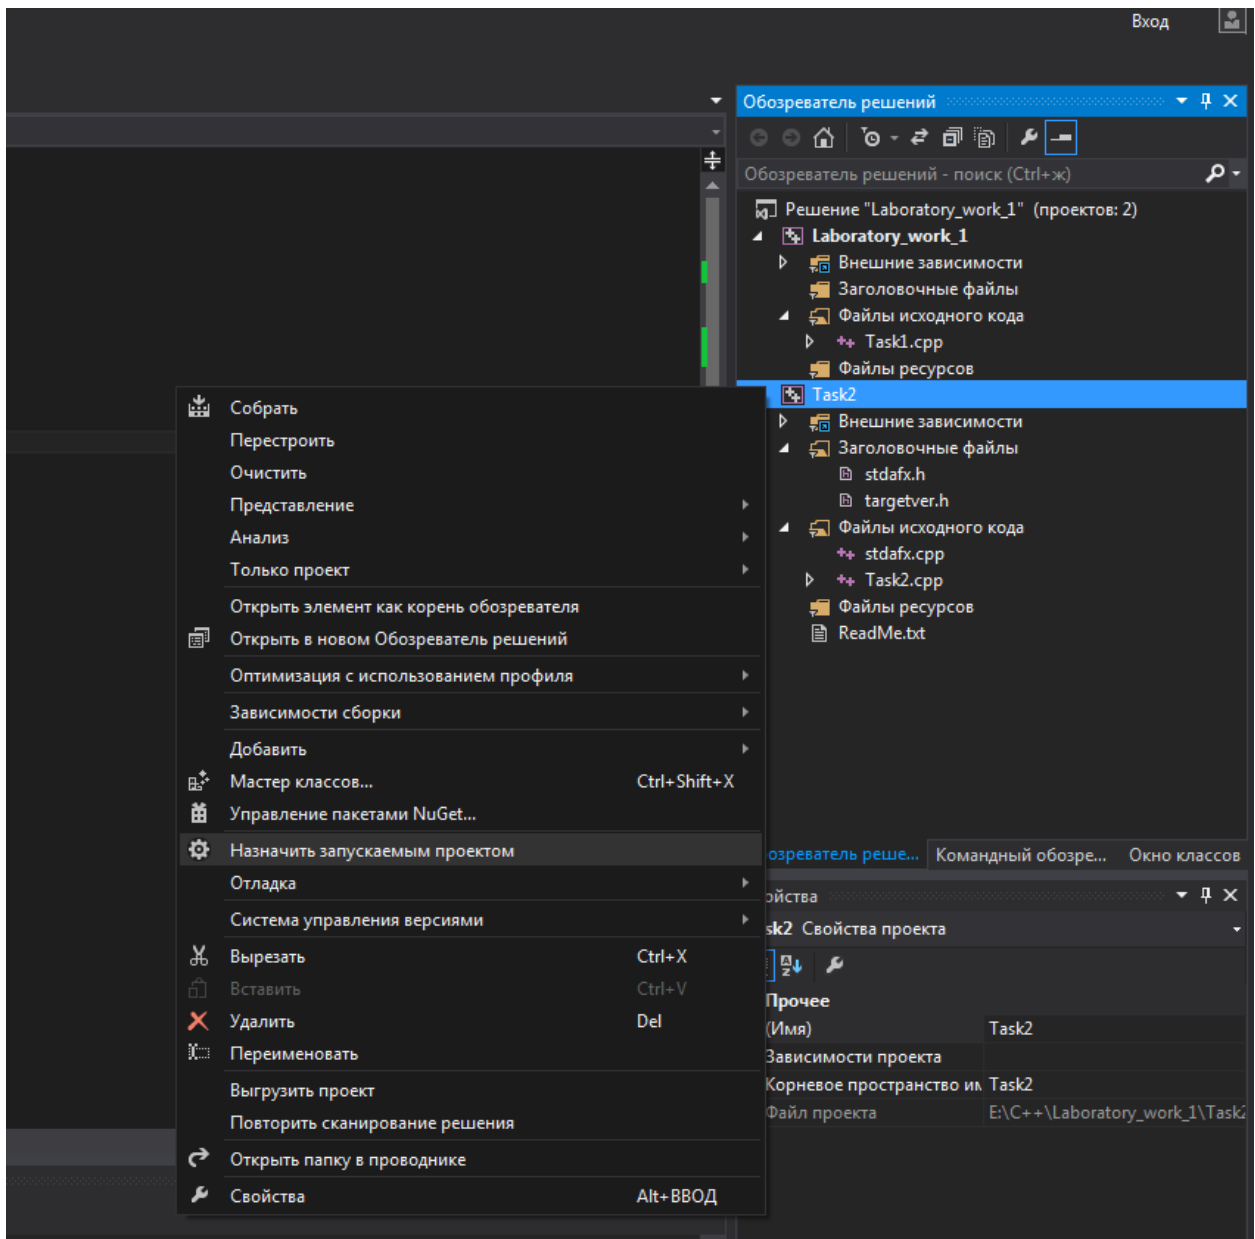 Вход
Обозреватель решений
Обозреватель решений - поиск (Ctrl+ж)
Решение "Laboratory_work_1" (проектов: 2)
Laboratory_work_1
Внешние зависимости
Заголовочные файлы
Файлы исходного кода
Task1.cpp
Файлы ресурсов
Task2
Внешние зависимости
Заголовочные файлы
stdafx.h
targetver.h
Файлы исходного кода
stdafx.cpp
Task2.cpp
Файлы ресурсов
ReadMe.txt
Собрать
Перестроить
Очистить
Представление
Анализ
Только проект
Открыть элемент как корень обозревателя
Открыть в новом Обозреватель решений
Оптимизация с использованием профиля
Зависимости сборки
Добавить
Мастер классов... Ctrl+Shift+X
Управление пакетами NuGet...
Назначить запускаемым проектом
Отладка
Система управления версиями
Вырезать Ctrl+X
Вставить Ctrl+V
Удалить Del
Переименовать
Выгрузить проект
Повторить сканирование решения
Открыть папку в проводнике
Свойства Alt+ВВОД
озреватель реше... Командный обозре... Окно классов
ойства
sk2 Свойства проекта
Прочее
(Имя) Task2
Зависимости проекта
Корневое пространство им Task2
Файл проекта E:\C++\Laboratory_work_1\Task2